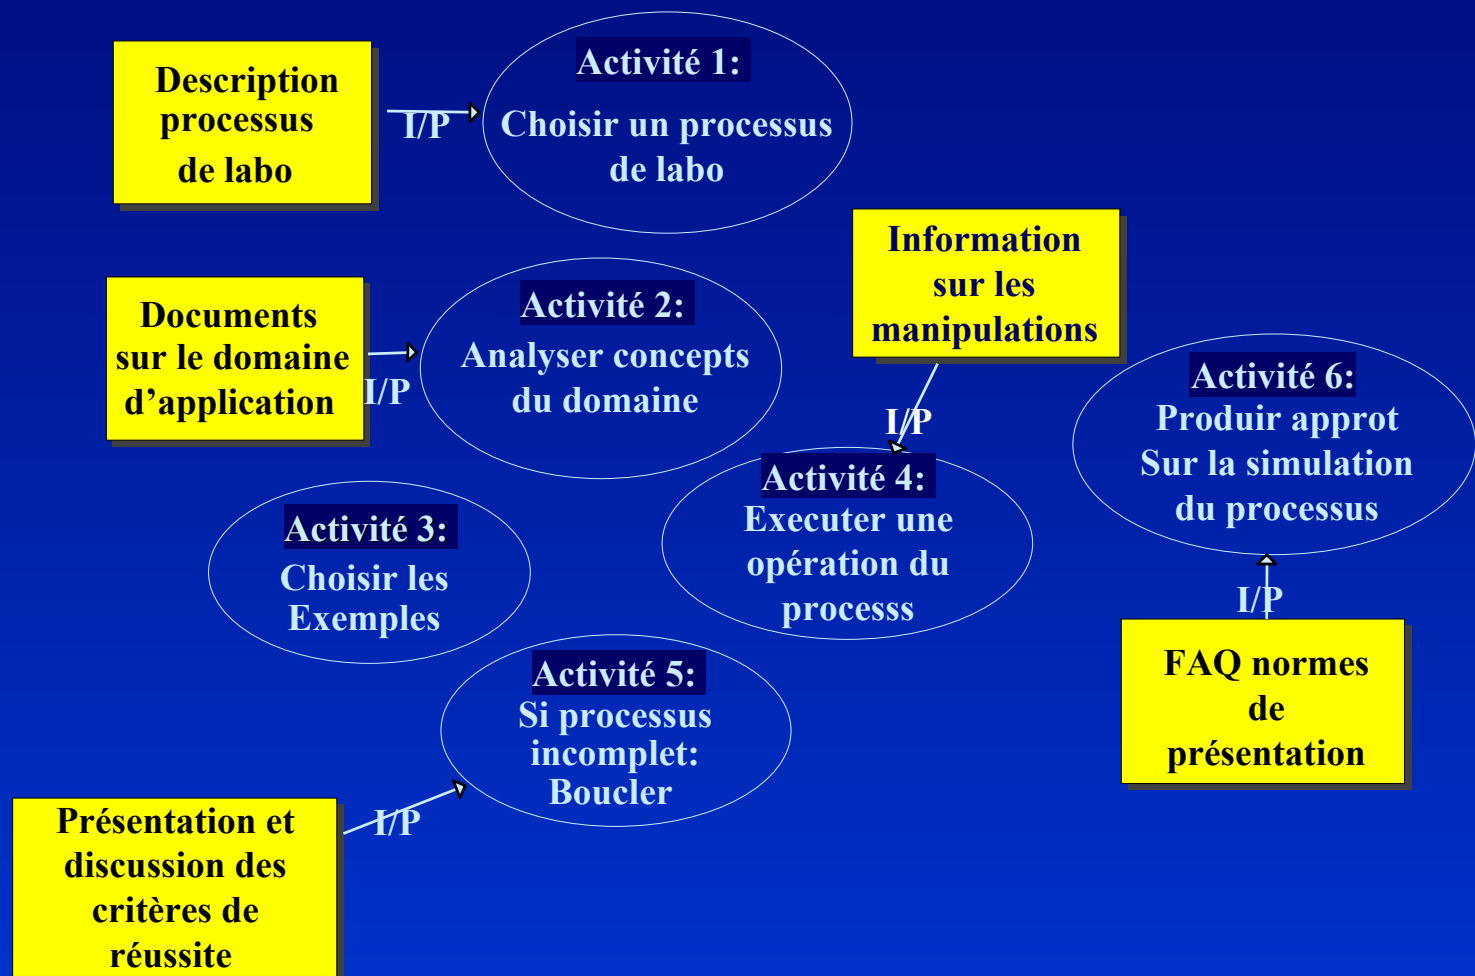 Description
processus
de labo
I/P
Activité 1:
Choisir un processus
de labo
Documents
sur le domaine
d’application
I/P
Activité 2:
Analyser concepts
du domaine
Information
sur les
manipulations
I/P
Activité 3:
Choisir les
Exemples
Activité 4:
Executer une
opération du
processs
Activité 6:
Produir approt
Sur la simulation
du processus
I/P
FAQ normes
de
présentation
Activité 5:
Si processus
incomplet:
Boucler
I/P
Présentation et
discussion des
critères de
réussite